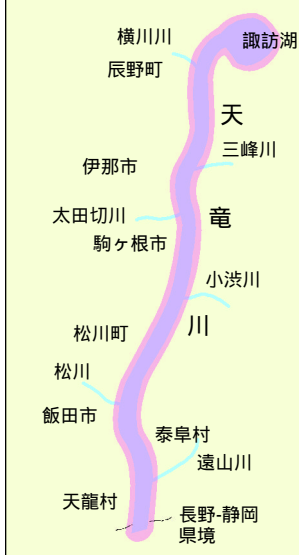 横川川
諏訪湖
辰野町
天
三峰川
伊那市
太田切川
竜
駒ヶ根市
小渋川
川
松川町
松川
飯田市
泰阜村
遠山川
天龍村
長野-静岡
県境